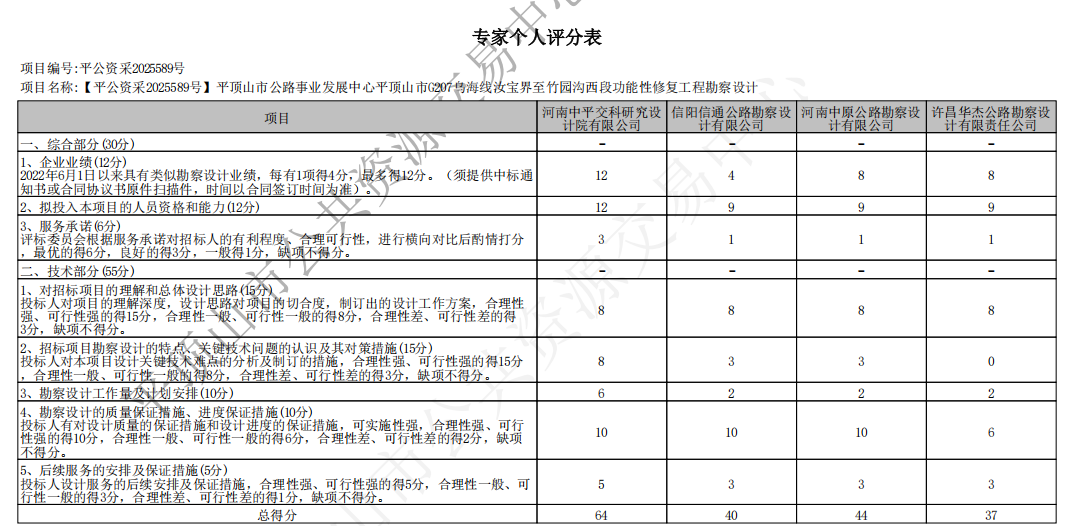 专家个人评分表
项目编号:平公资采2025589号
项目名称:【平公资采2025589号】平顶山市公路事业发展中心平顶山市G207乌海线汝宝界至竹园沟西段功能性修复工程勘察设计
项目 河南中平交科研究设计院有限公司 信阳信通公路勘察设计有限公司 河南中原公路勘察设计有限公司 许昌华杰公路勘察设计有限责任公司
一、综合部分(30分) – – – –
1、企业业绩(12分)
2022年6月1日以来具有类似勘察设计业绩，每有1项得4分，最多得12分。（须提供中标通
知书或合同协议书原件扫描件，时间以合同签订时间为准）。 12 4 8 8
2、拟投入本项目的人员资格和能力(12分) 12 9 9 9
3、服务承诺(6分)
评标委员会根据服务承诺对招标人的有利程度、合理可行性，进行横向对比后酌情打分
，最优的得6分，良好的得3分，一般得1分，缺项不得分。 3 1 1 1
二、技术部分(55分) – – – –
1、对招标项目的理解和总体设计思路(15分)
投标人对项目的理解深度，设计思路对项目的切合度，制订出的设计工作方案，合理性
强、可行性强的得15分，合理性一般、可行性一般的得8分，合理性差、可行性差的得
3分，缺项不得分。 8 8 8 8
2、招标项目勘察设计的特点、关键技术问题的认识及其对策措施(15分)
投标人对本项目设计关键技术难点的分析及制订的措施，合理性强、可行性强的得15分
，合理性一般、可行性一般的得8分，合理性差、可行性差的得3分，缺项不得分。 8 3 3 0
3、勘察设计工作量及计划安排(10分) 6 2 2 2
4、勘察设计的质量保证措施、进度保证措施(10分)
投标人有对设计质量的保证措施和设计进度的保证措施，可实施性强，合理性强、可行
性强的得10分，合理性一般、可行性一般的得6分，合理性差、可行性差的得2分，缺项
不得分。 10 10 10 6
5、后续服务的安排及保证措施(5分)
投标人设计服务的后续安排及保证措施，合理性强、可行性强的得5分，合理性一般、可
行性一般的得3分，合理性差、可行性差的得1分，缺项不得分。 5 3 3 3
总得分 64 40 44 37
平顶山市公共资源交易中心
山市公共资源交易中心